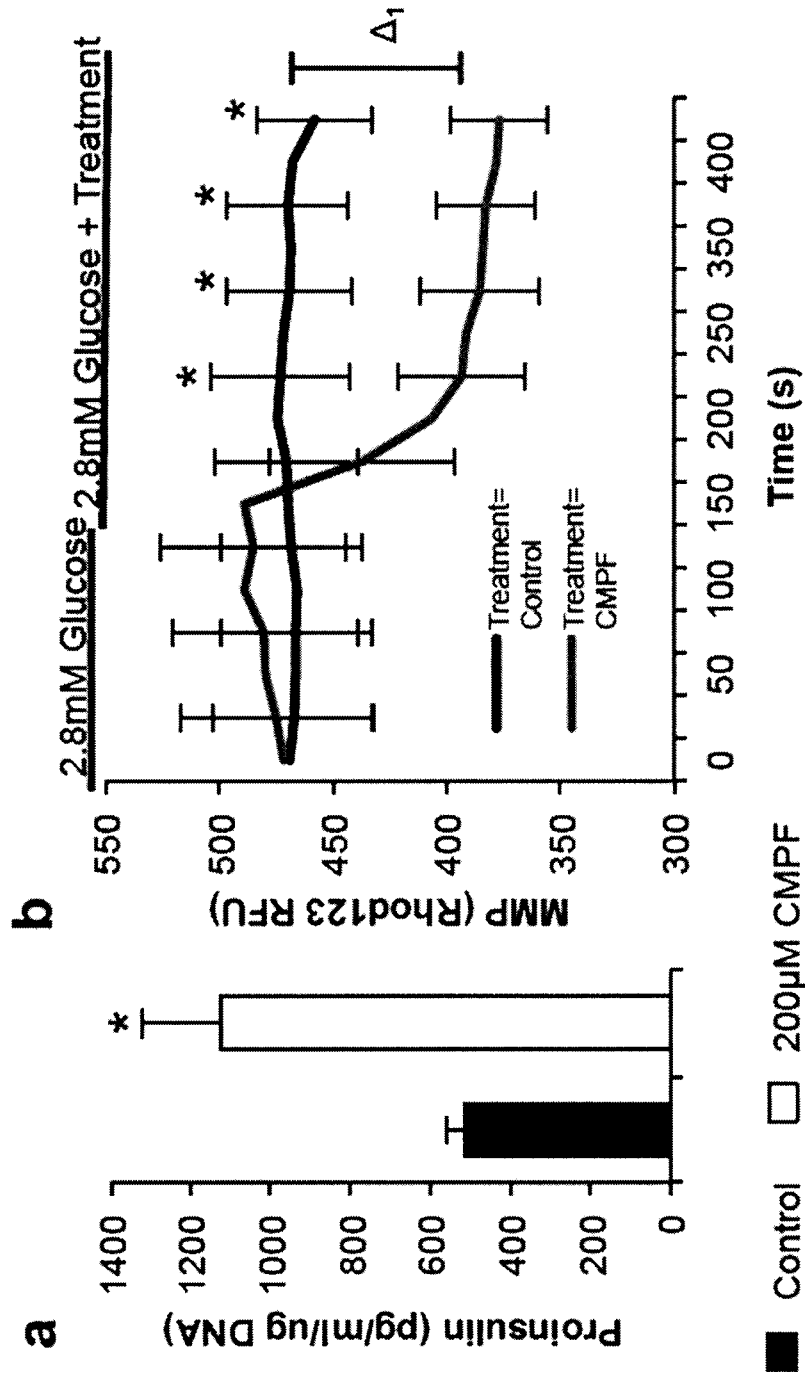 a
Proinsulin (pg/ml/ug DNA)
1400
1200
1000
800
600
400
200
0
*
Control
200µM CMPF
b
2.8mM Glucose
2.8mM Glucose + Treatment
MMP (Rhod123 RFU)
550
500
450
400
350
300
* * * *
Δ1
Treatment=
Control
Treatment=
CMPF
0 50 100 150 200 250 300 350 400
Time (s)